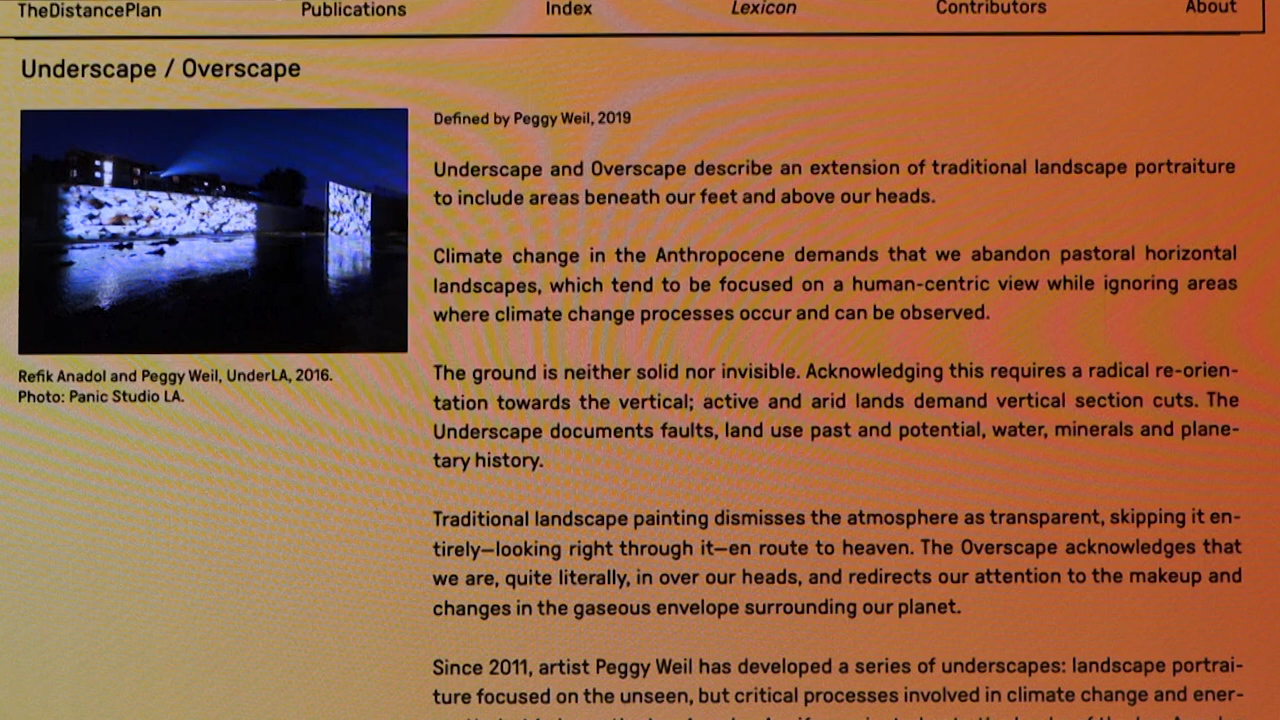 TheDistancePlan Publications Index Lexicon Contributors About
Underscape / Overscape
Defined by Peggy Weil, 2019
Underscape and Overscape describe an extension of traditional landscape portraiture
to include areas beneath our feet and above our heads.
Climate change in the Anthropocene demands that we abandon pastoral horizontal
landscapes, which tend to be focused on a human-centric view while ignoring areas
where climate change processes occur and can be observed.
Refik Anadol and Peggy Weil, UnderLA, 2016.
Photo: Panic Studio LA.
The ground is neither solid nor invisible. Acknowledging this requires a radical re-orien-
tation towards the vertical; active and arid lands demand vertical section cuts. The
Underscape documents faults, land use past and potential, water, minerals and plane-
tary history.
Traditional landscape painting dismisses the atmosphere as transparent, skipping it en-
tirely—looking right through it—en route to heaven. The Overscape acknowledges that
we are, quite literally, in over our heads, and redirects our attention to the makeup and
changes in the gaseous envelope surrounding our planet.
Since 2011, artist Peggy Weil has developed a series of underscapes: landscape portrai-
ture focused on the unseen, but critical processes involved in climate change and ener-